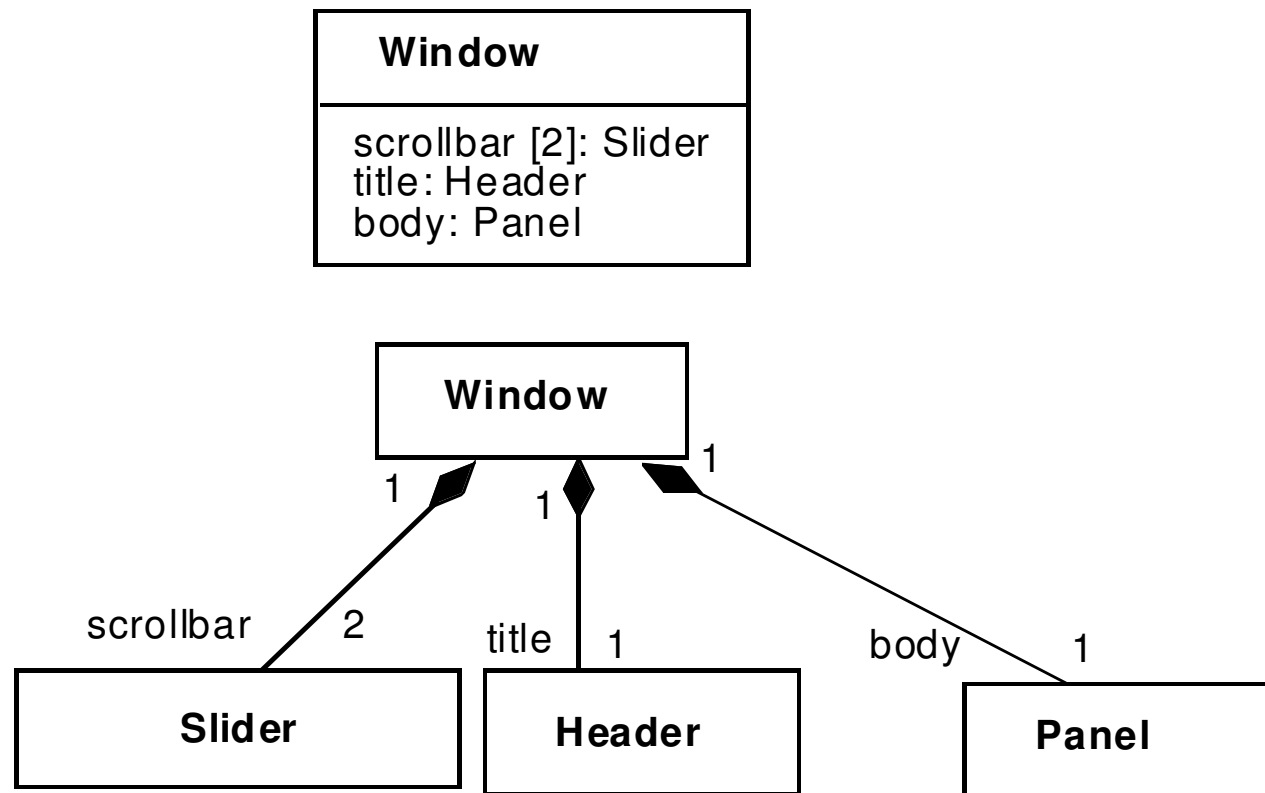 Window
scrollbar [2]: Slider
title: Header
body: Panel
Window
1
1
1
scrollbar
2
title
1
body
1
Slider
Header
Panel